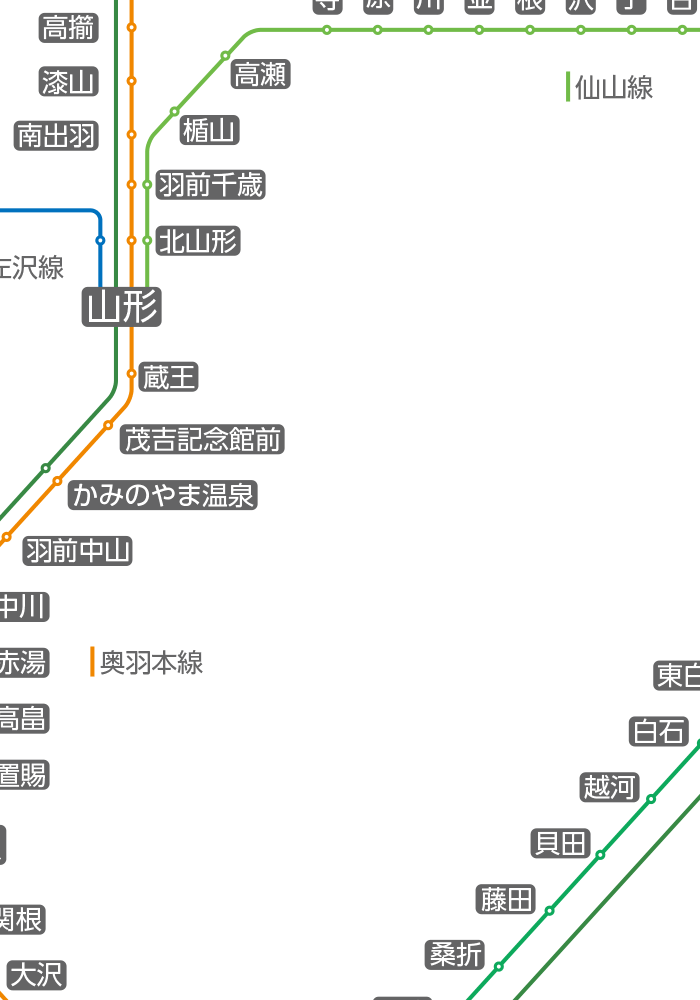 高擶
漆山
南出羽
高瀬
仙山線
楯山
羽前千歳
北山形
左沢線
山形
蔵王
茂吉記念館前
かみのやま温泉
羽前中山
中川
奥羽本線
赤湯
高畠
置賜
白石
越河
貝田
藤田
桑折
関根
大沢